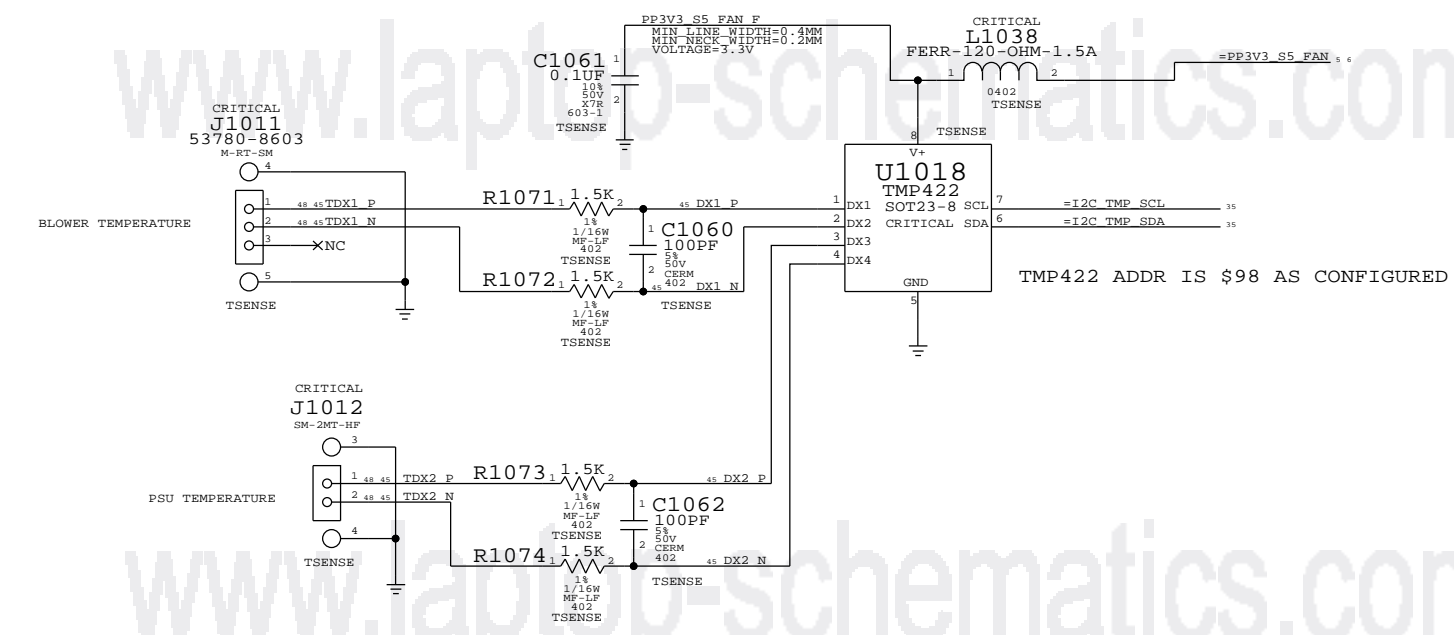 www.laptop-schematics.com
PP3V3_S5_FAN_F
MIN_LINE_WIDTH=0.4MM
MIN_NECK_WIDTH=0.2MM
VOLTAGE=3.3V
C1061
0.1UF
10%
50V
X7R
603-1
TSENSE
1
2
CRITICAL
L1038
FERR-120-OHM-1.5A
1
2
0402
TSENSE
=PP3V3_S5_FAN 5 6
CRITICAL
J1011
53780-8603
M-RT-SM
4
1
2
3
5
TSENSE
BLOWER TEMPERATURE
48 45 TDX1_P
48 45 TDX1_N
NC
R1071 1 1.5K 2
1%
1/16W
MF-LF
402
TSENSE
R1072 1 1.5K 2
1%
1/16W
MF-LF
402
TSENSE
45 DX1_P
1 C1060
100PF
5%
50V
CERM
402
2
45 DX1_N
TSENSE
8
TSENSE
V+
U1018
TMP422
SOT23-8
CRITICAL
1 DX1
2 DX2
3 DX3
4 DX4
SCL 7
SDA 6
GND
5
=I2C_TMP_SCL 35
=I2C_TMP_SDA 35
TMP422 ADDR IS $98 AS CONFIGURED
CRITICAL
J1012
SM-2MT-HF
3
1
2
4
TSENSE
PSU TEMPERATURE
48 45 TDX2_P
48 45 TDX2_N
R1073 1 1.5K 2
1%
1/16W
MF-LF
402
TSENSE
R1074 1 1.5K 2
1%
1/16W
MF-LF
402
TSENSE
45 DX2_P
1 C1062
100PF
5%
50V
CERM
402
2
45 DX2_N
TSENSE
www.laptop-schematics.com